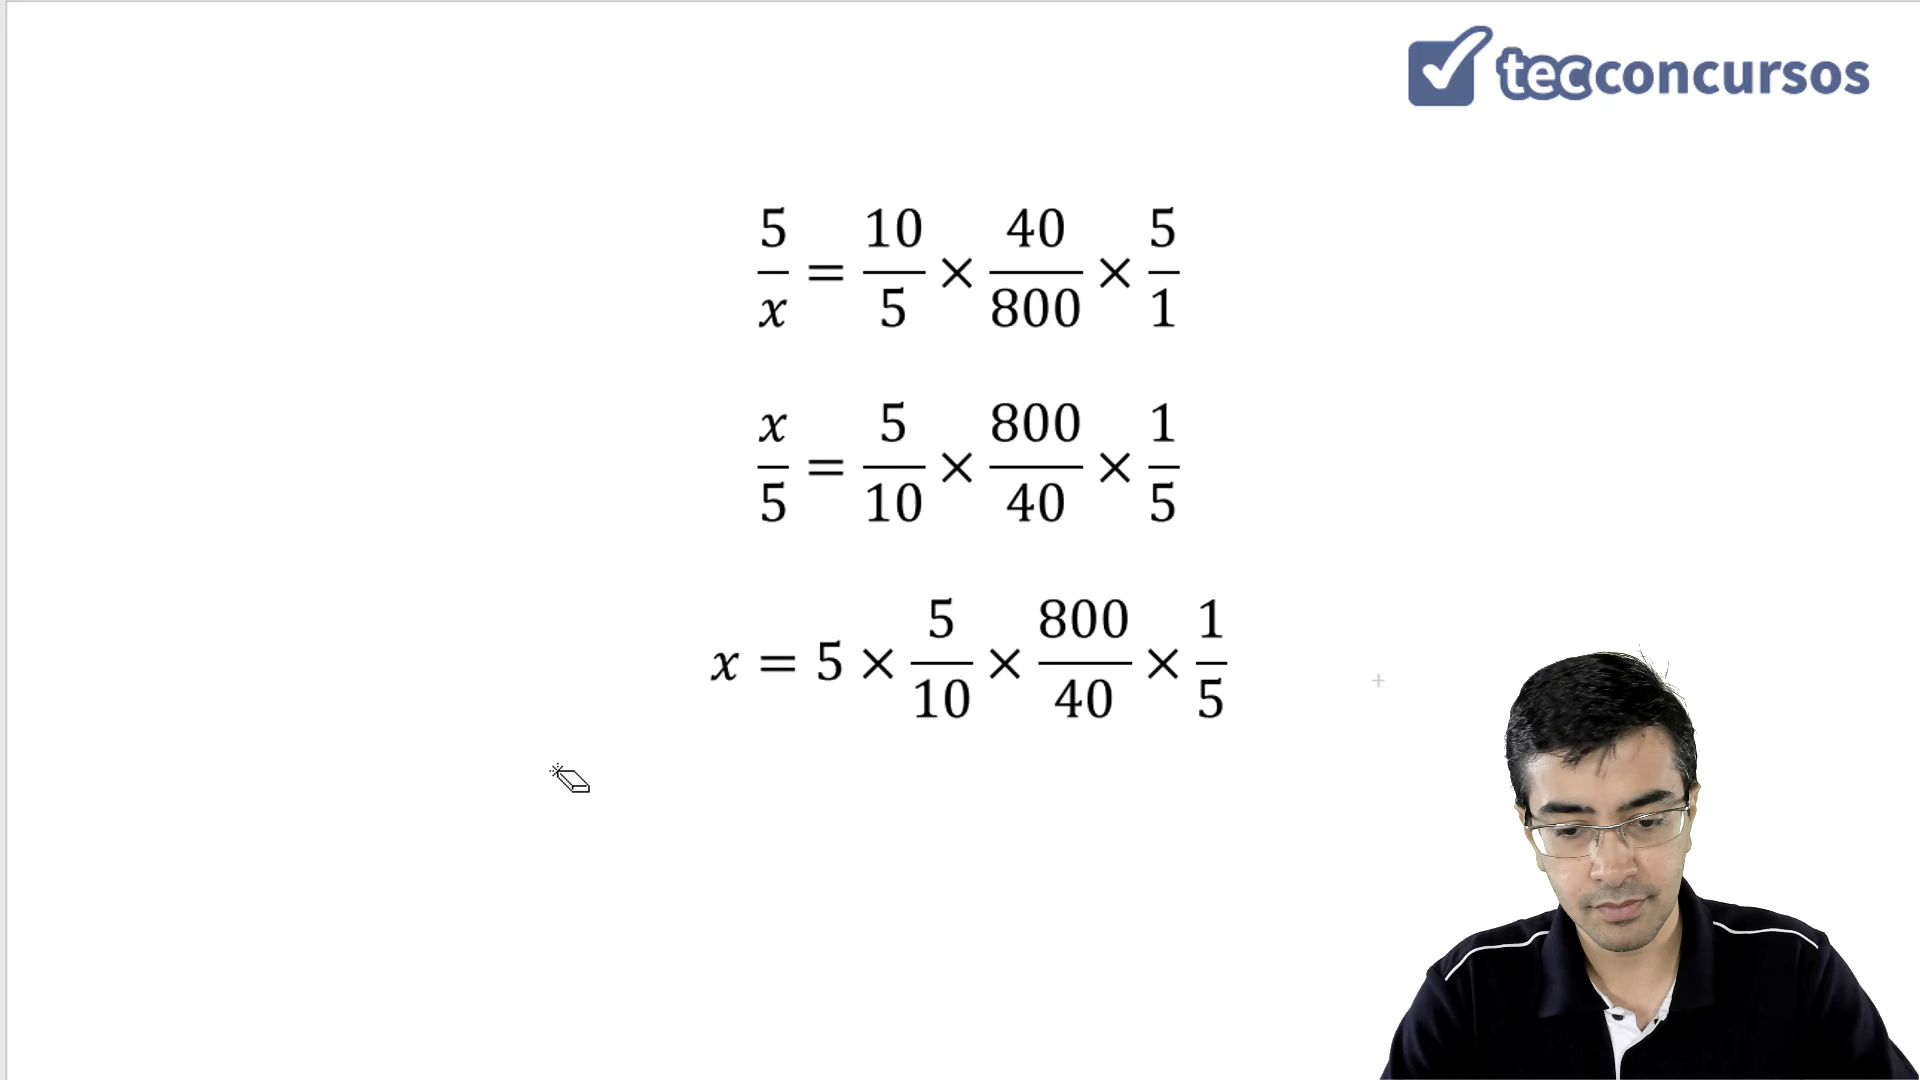 tecconcursos
5/x = 10/5 × 40/800 × 5/1
x/5 = 5/10 × 800/40 × 1/5
x = 5 × 5/10 × 800/40 × 1/5